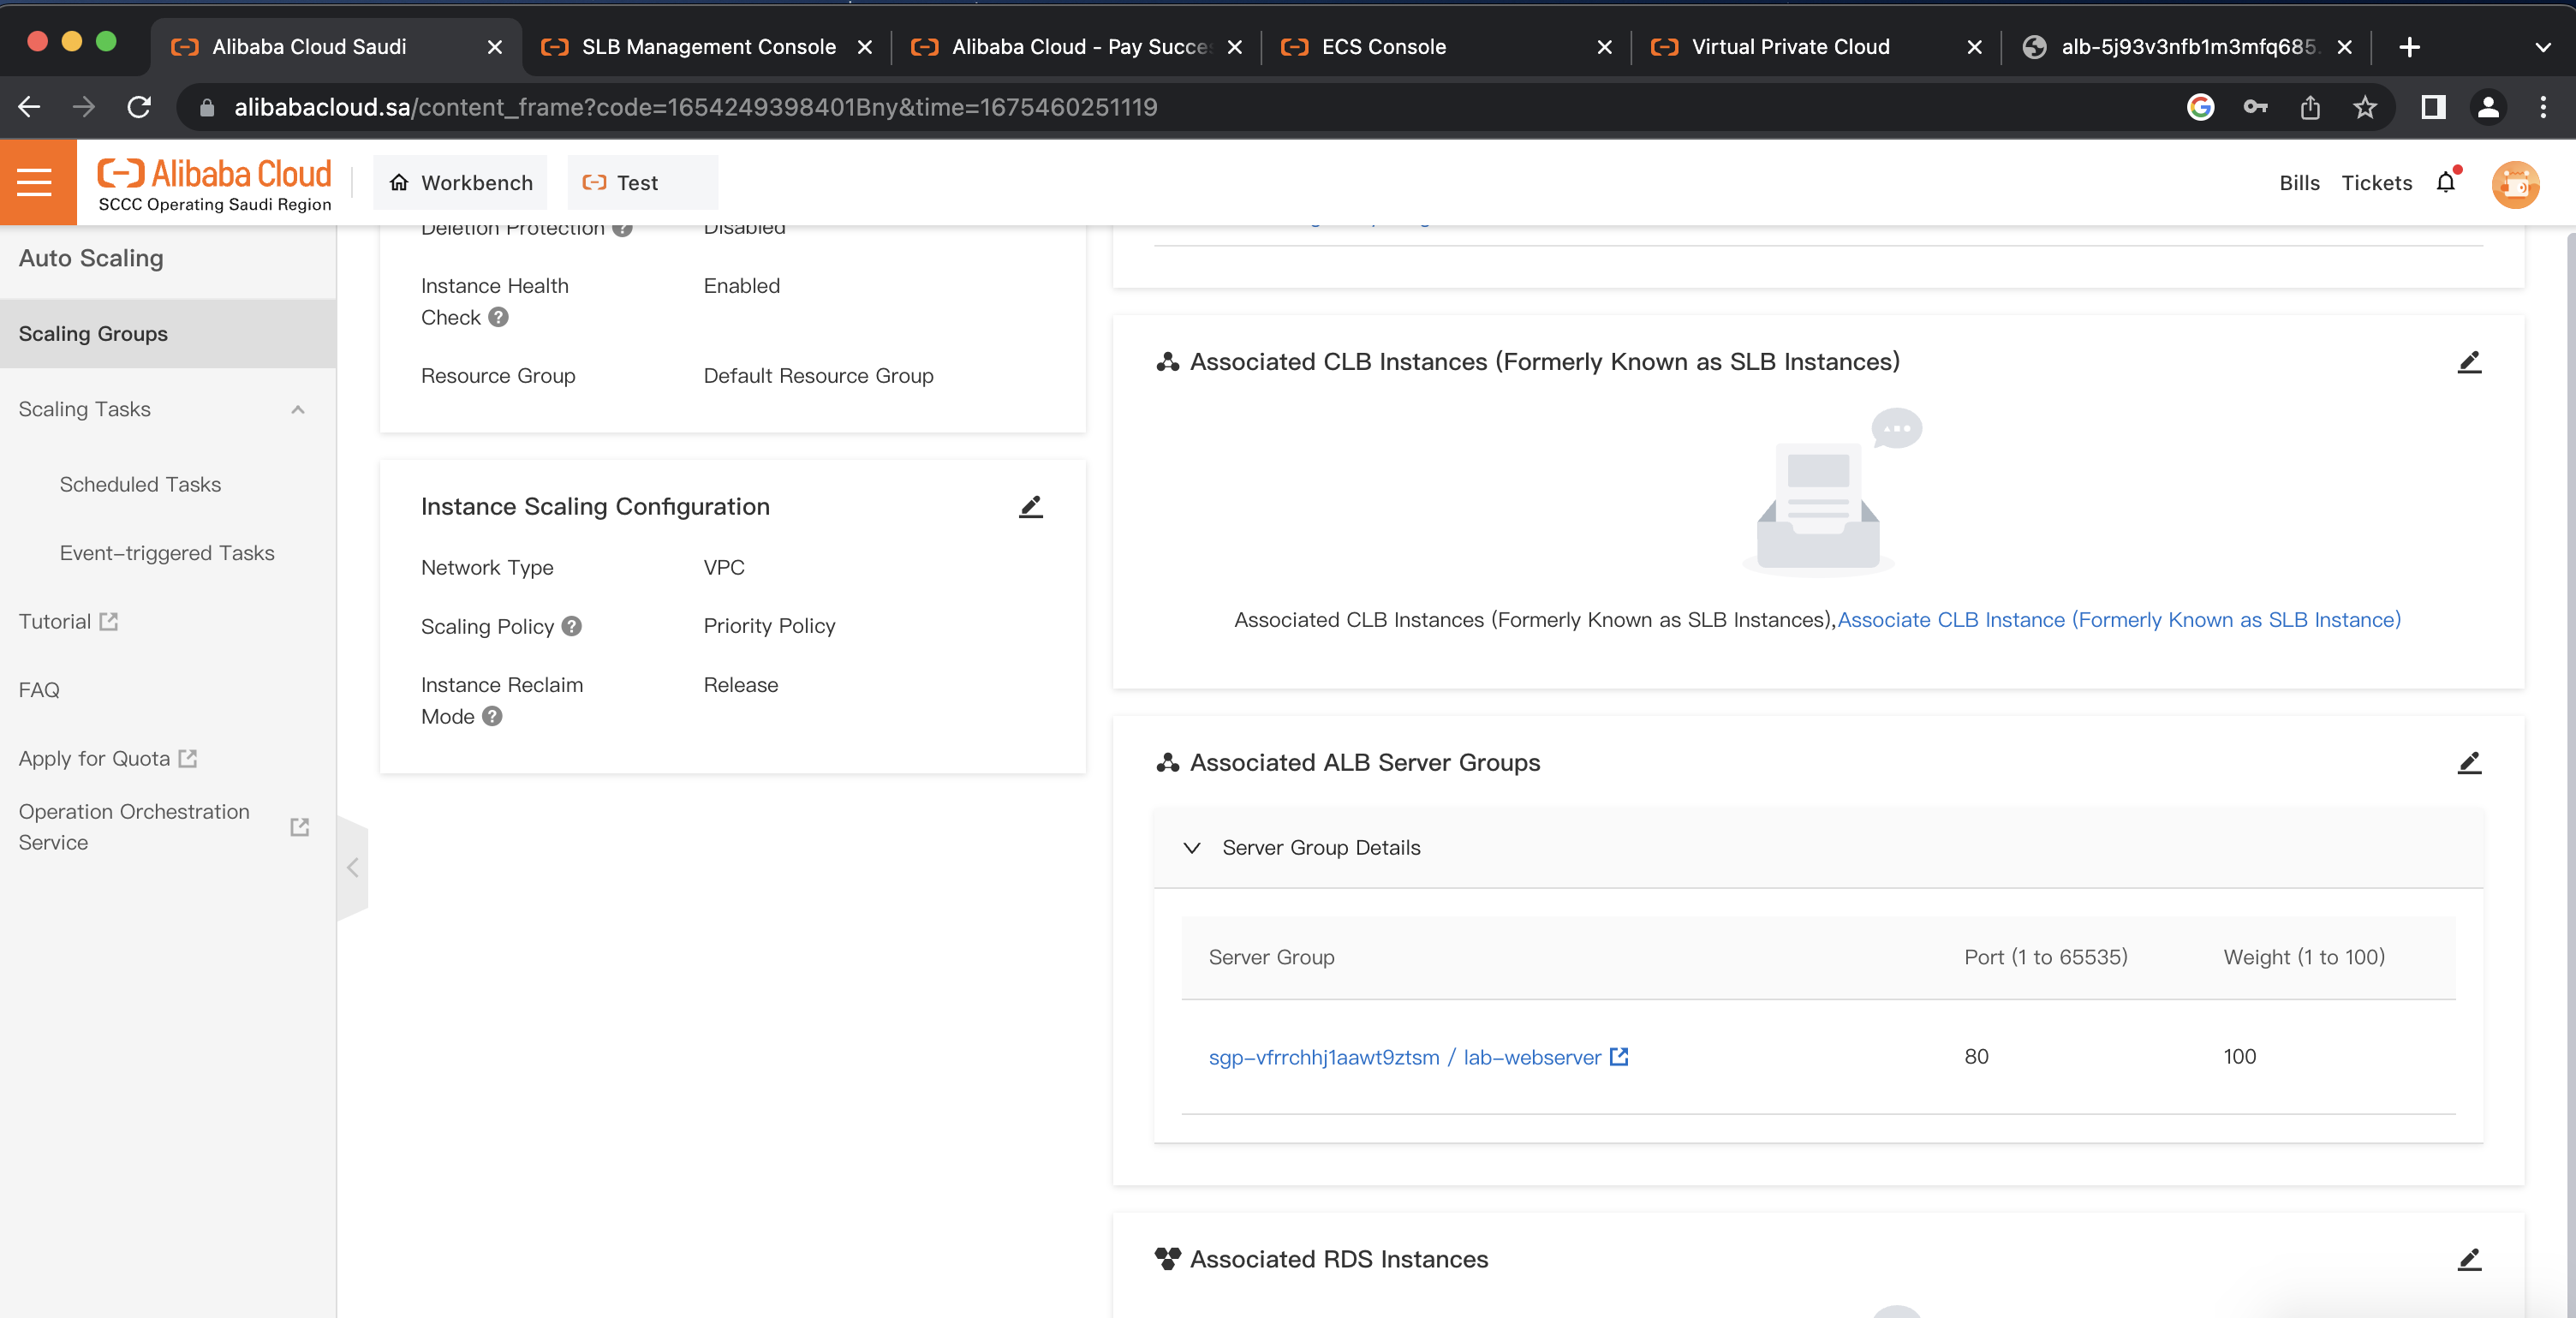 Alibaba Cloud Saudi
SLB Management Console
Alibaba Cloud - Pay Succes
ECS Console
Virtual Private Cloud
alb-5j93v3nfb1m3mfq685.
alibabacloud.sa/content_frame?code=1654249398401Bny&time=1675460251119
Alibaba Cloud
SCCC Operating Saudi Region
Workbench
Test
Bills
Tickets
Auto Scaling
Scaling Groups
Scaling Tasks
Scheduled Tasks
Event-triggered Tasks
Tutorial
FAQ
Apply for Quota
Operation Orchestration
Service
Deletion Protection ? Disabled
Instance Health Enabled
Check ?
Resource Group Default Resource Group
Instance Scaling Configuration
Network Type VPC
Scaling Policy ? Priority Policy
Instance Reclaim Release
Mode ?
Associated CLB Instances (Formerly Known as SLB Instances)
Associated CLB Instances (Formerly Known as SLB Instances),Associate CLB Instance (Formerly Known as SLB Instance)
Associated ALB Server Groups
Server Group Details
Server Group Port (1 to 65535) Weight (1 to 100)
sgp-vfrrchhj1aawt9ztsm / lab-webserver 80 100
Associated RDS Instances